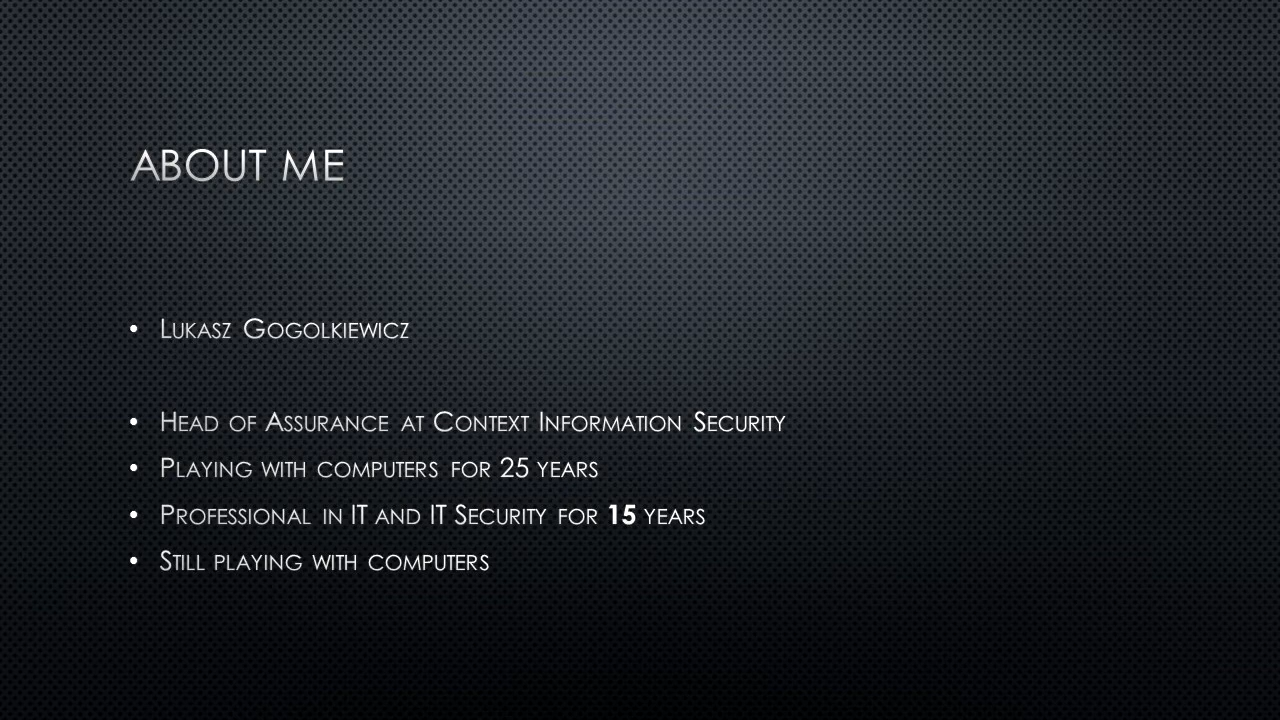 ABOUT ME
• Lukasz Gogolkiewicz
• Head of Assurance at Context Information Security
• Playing with computers for 25 years
• Professional in IT and IT Security for 15 years
• Still playing with computers